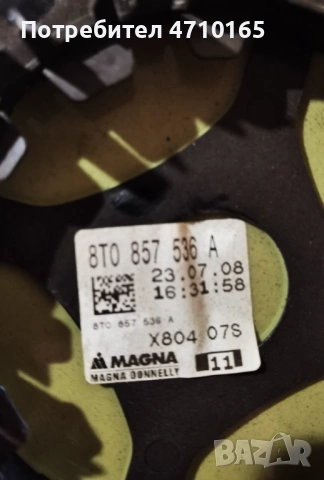 Потребител 4710165
8T0 857 536 A
23.07.08
16:31:58
8T0 857 536 A
X804 07S
MAGNA
MAGNA DONNELLY
11
BAZAR